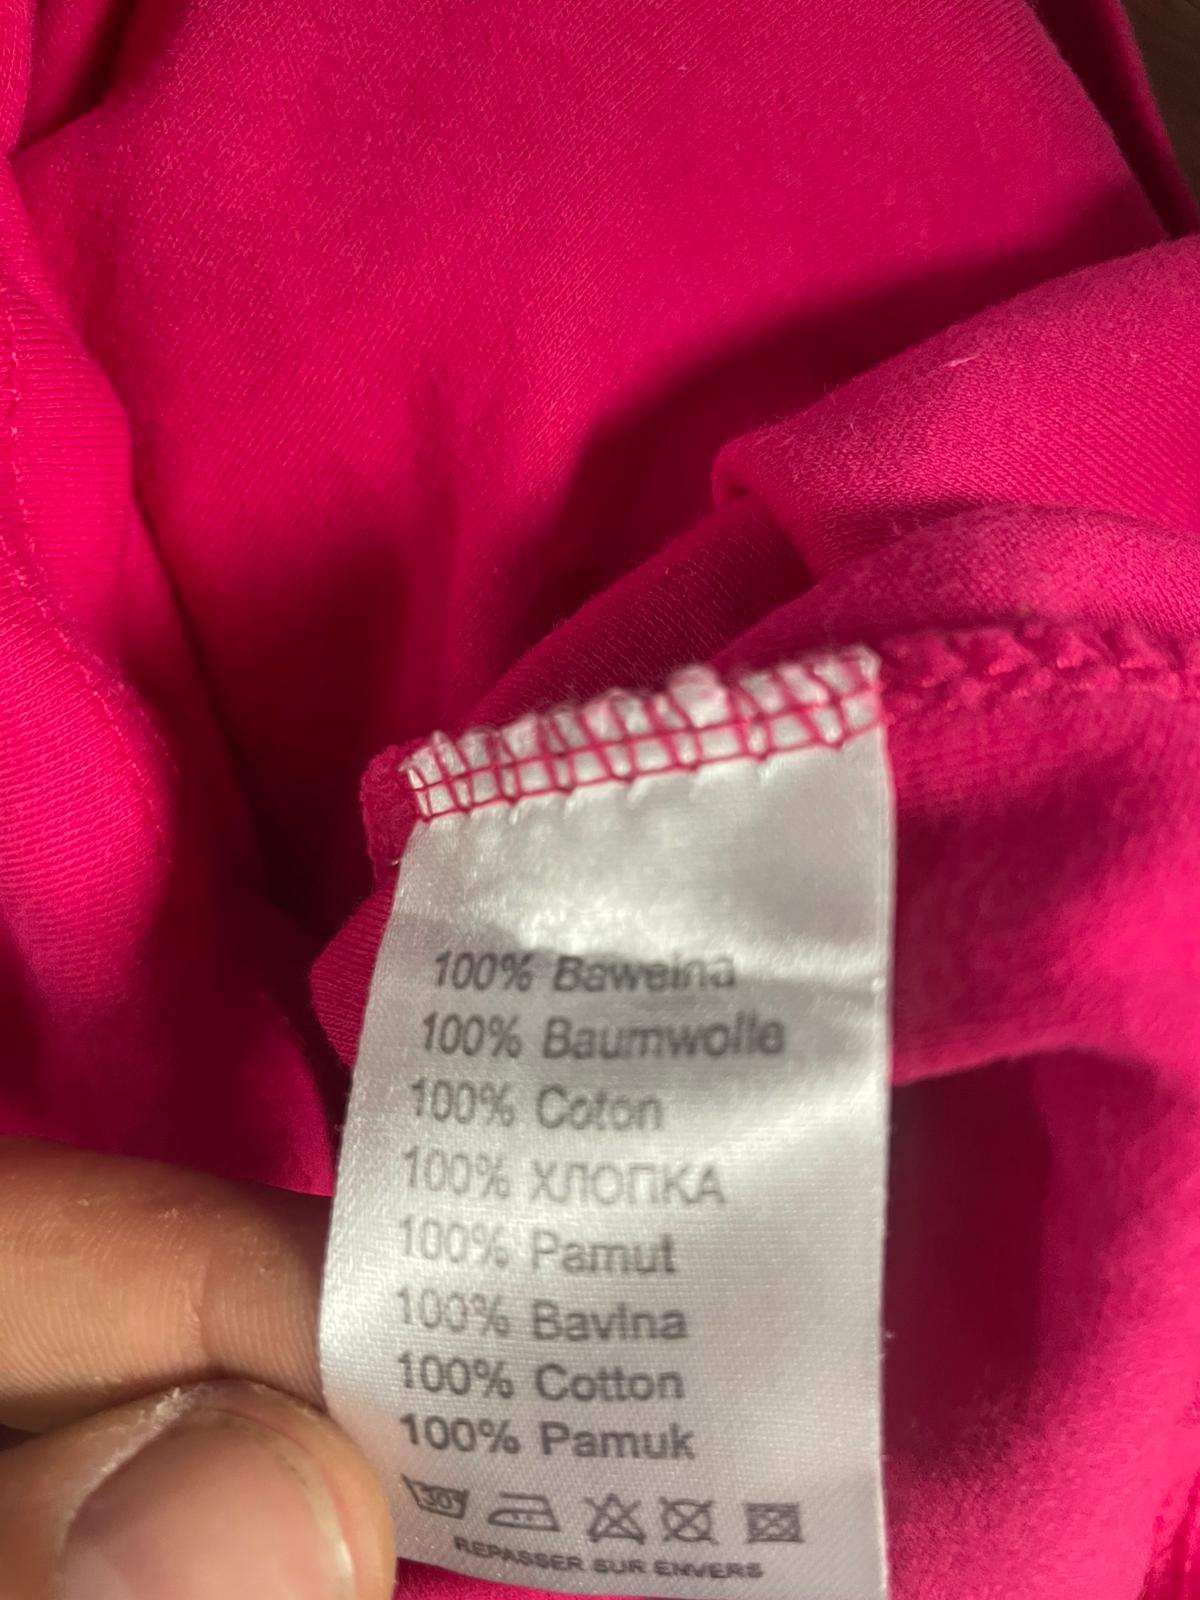 100% Bawełna
100% Baumwolle
100% Coton
100% ХЛОПКА
100% Pamut
100% Bavlna
100% Cotton
100% Pamuk
30°
REPASSER SUR ENVERS